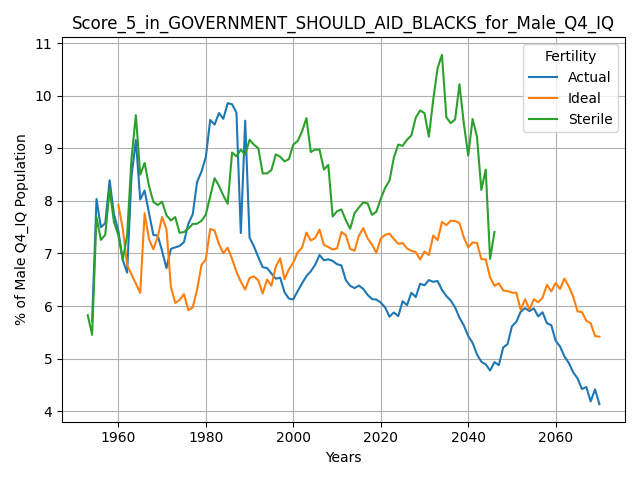 Score_5_in_GOVERNMENT_SHOULD_AID_BLACKS_for_Male_Q4_IQ
Fertility
Actual
Ideal
Sterile
% of Male Q4_IQ Population
11
10
9
8
7
6
5
4
1960
1980
2000
2020
2040
2060
Years